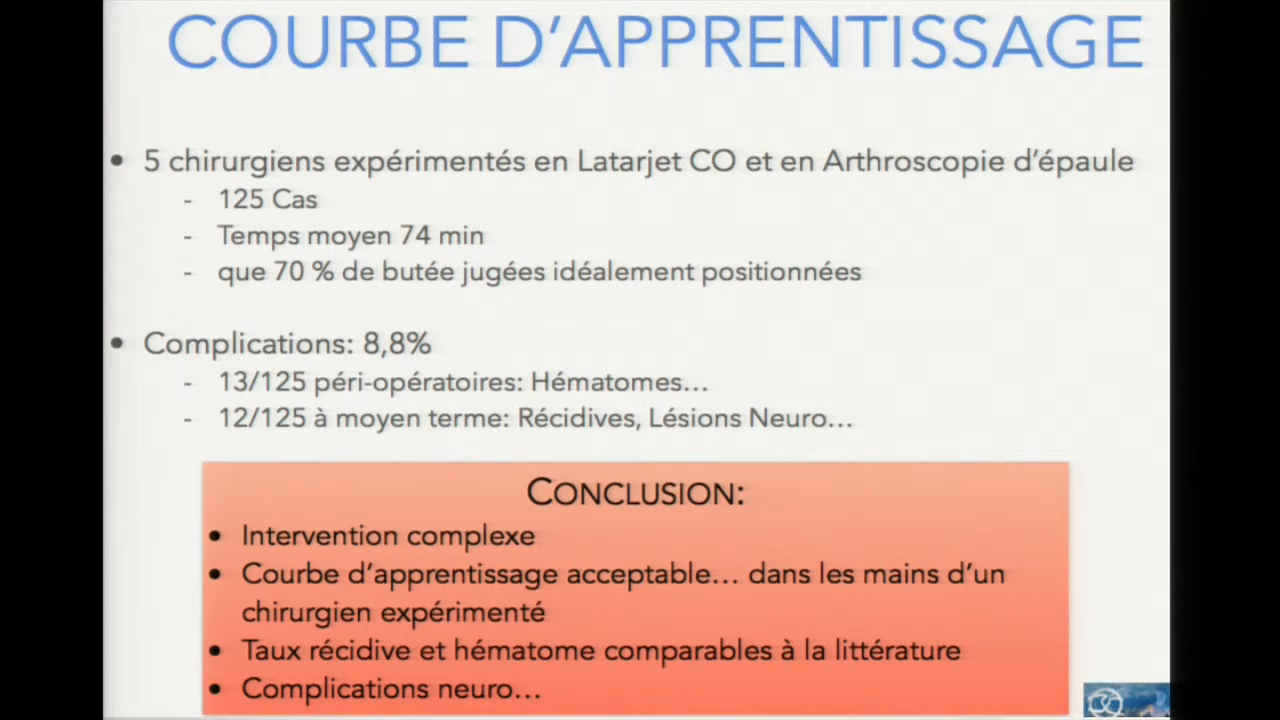 COURBE D'APPRENTISSAGE
• 5 chirurgiens expérimentés en Latarjet CO et en Arthroscopie d'épaule
- 125 Cas
- Temps moyen 74 min
- que 70 % de butée jugées idéalement positionnées
• Complications: 8,8%
- 13/125 péri-opératoires: Hématomes…
- 12/125 à moyen terme: Récidives, Lésions Neuro…
CONCLUSION:
• Intervention complexe
• Courbe d'apprentissage acceptable… dans les mains d'un
chirurgien expérimenté
• Taux récidive et hématome comparables à la littérature
• Complications neuro…